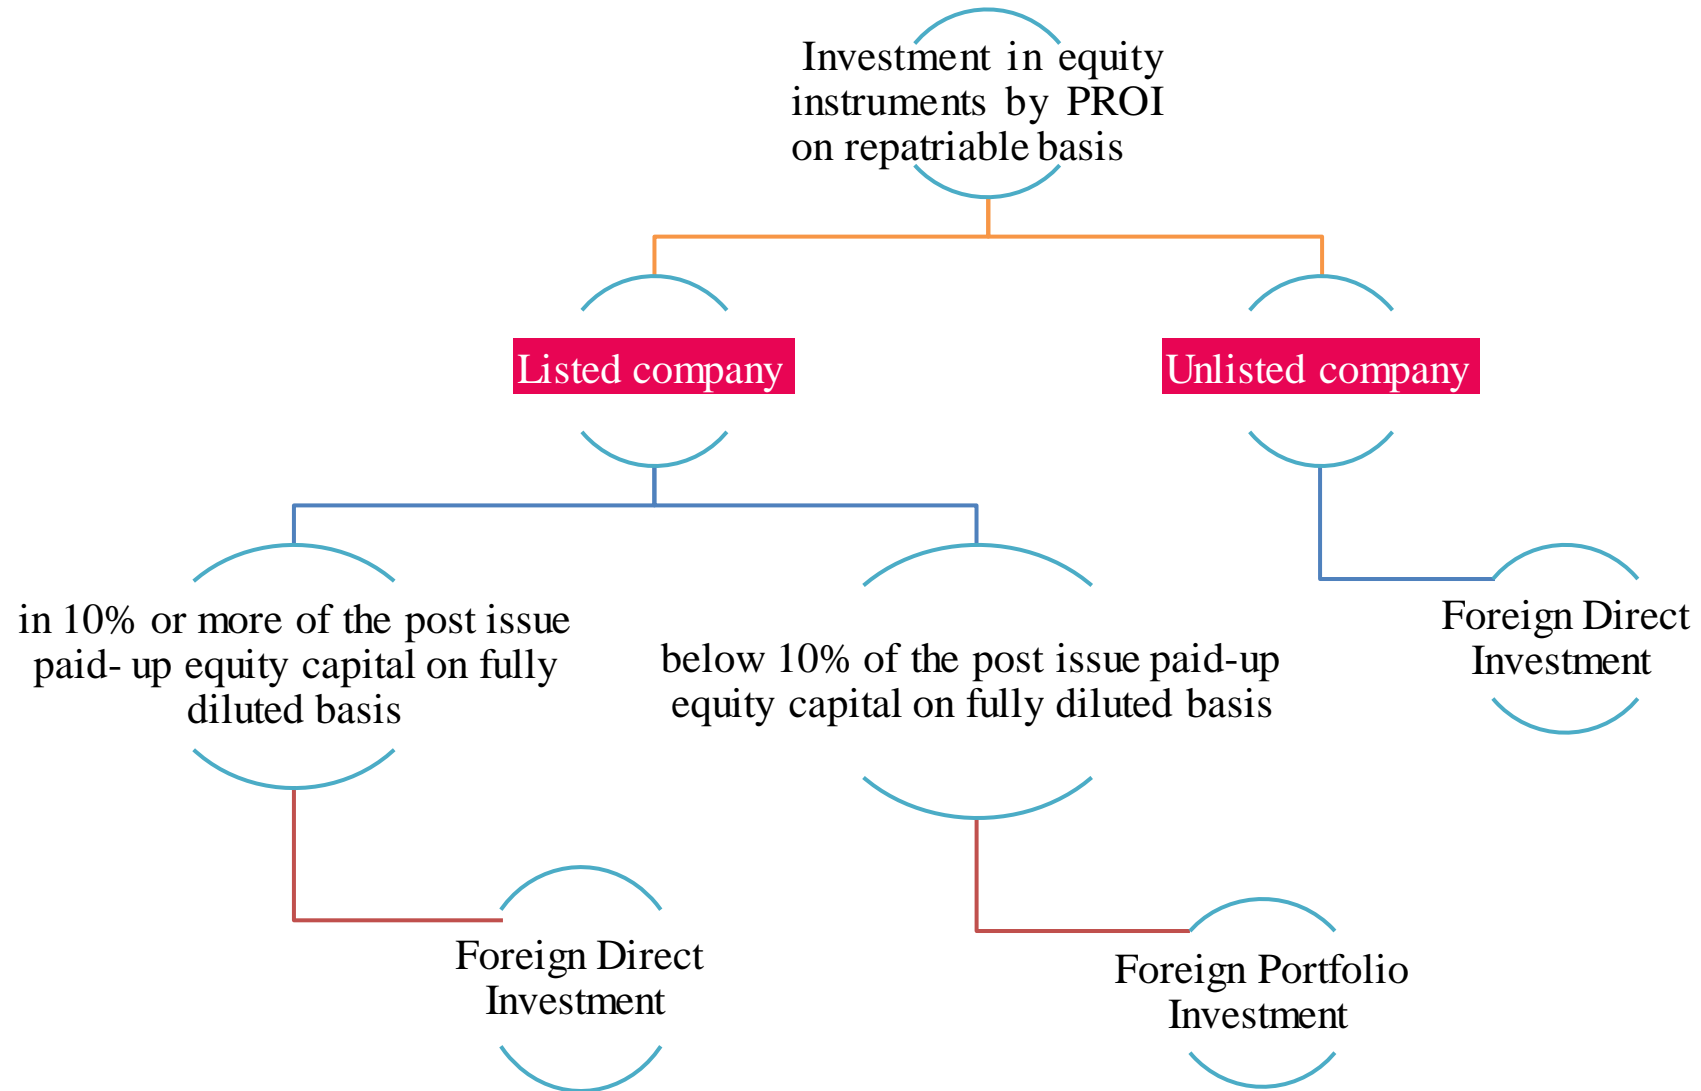 Investment in equity
instruments by PROI
on repatriable basis
Listed company
Unlisted company
in 10% or more of the post issue
paid- up equity capital on fully
diluted basis
below 10% of the post issue paid-up
equity capital on fully diluted basis
Foreign Direct
Investment
Foreign Direct
Investment
Foreign Portfolio
Investment